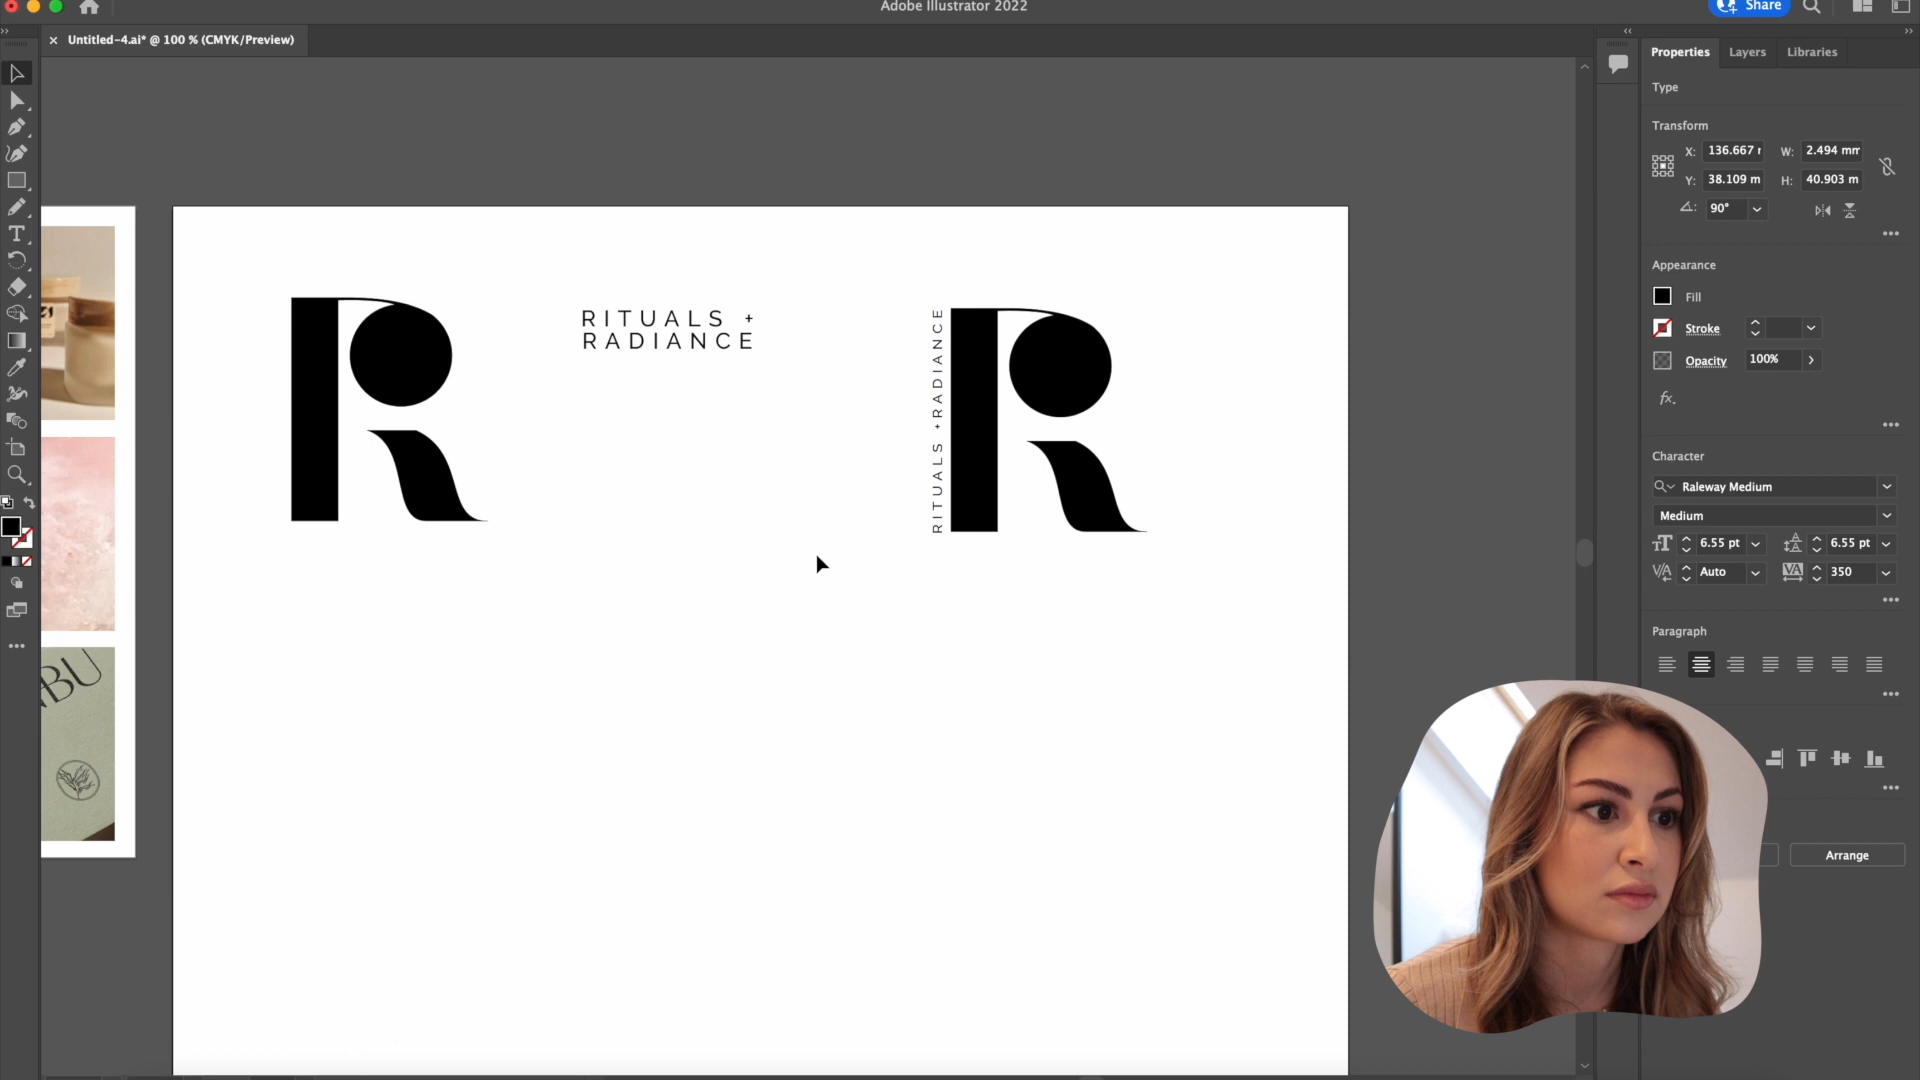 Adobe Illustrator 2022
Share
Untitled-4.ai* @ 100 % (CMYK/Preview)
Properties
Layers
Libraries
Type
Transform
X: 136.667
W: 2.494 mm
Y: 38.109 m
H: 40.903 m
90°
Appearance
Fill
Stroke
Opacity
100%
fx.
Character
Raleway Medium
Medium
6.55 pt
6.55 pt
Auto
350
Paragraph
Arrange
R
RITUALS +
RADIANCE
RITUALS +RADIANCE
R
ABU